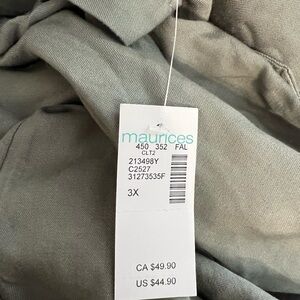 maurices
450 352 FAL
CLT2
213498Y
C2527
31273535F
3X
CA $49.90
US $44.90